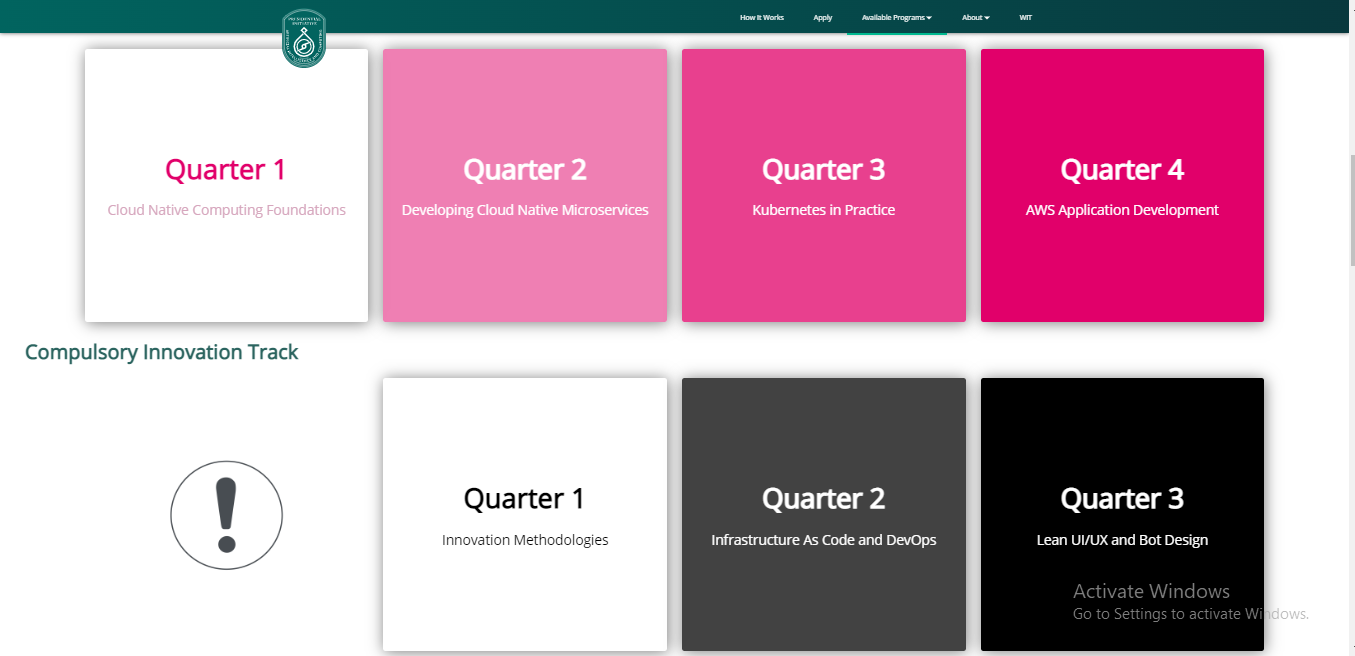 How It Works Apply Available Programs About WIT
PRESIDENTIAL
INITIATIVE
Quarter 1
Cloud Native Computing Foundations
Quarter 2
Developing Cloud Native Microservices
Quarter 3
Kubernetes in Practice
Quarter 4
AWS Application Development
Compulsory Innovation Track
!
Quarter 1
Innovation Methodologies
Quarter 2
Infrastructure As Code and DevOps
Quarter 3
Lean UI/UX and Bot Design
Activate Windows
Go to Settings to activate Windows.